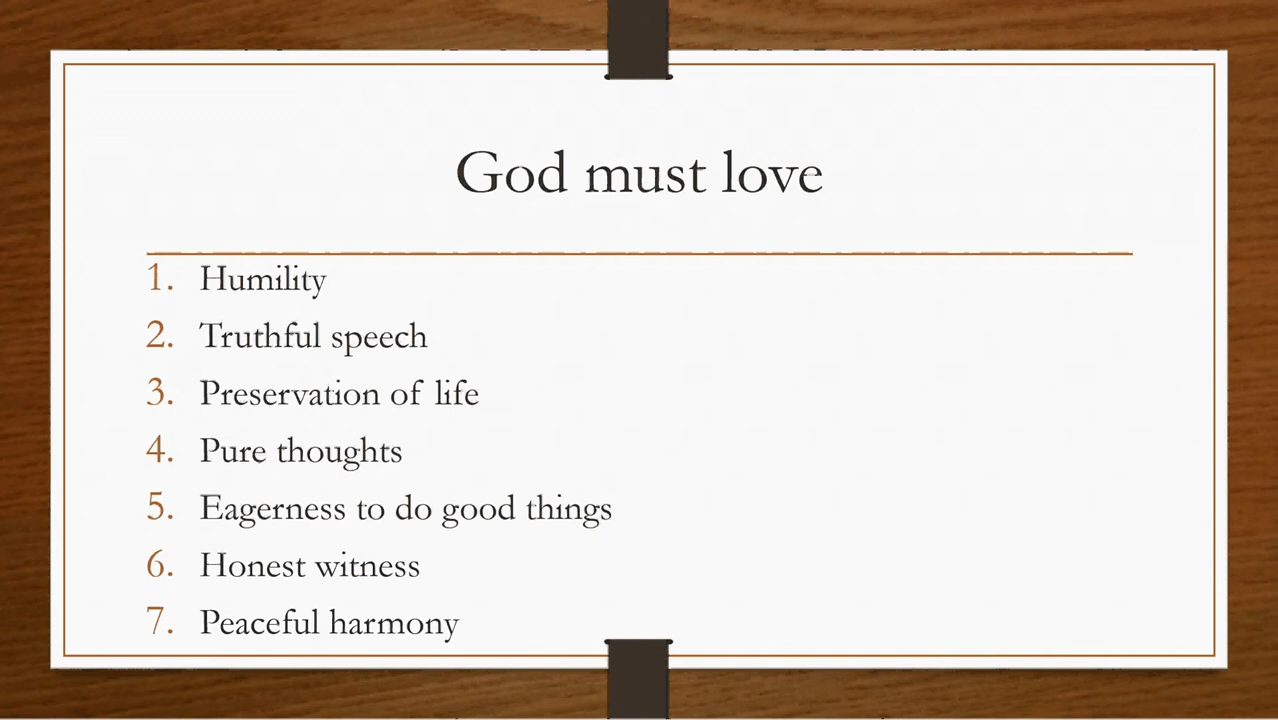 God must love
1. Humility
2. Truthful speech
3. Preservation of life
4. Pure thoughts
5. Eagerness to do good things
6. Honest witness
7. Peaceful harmony